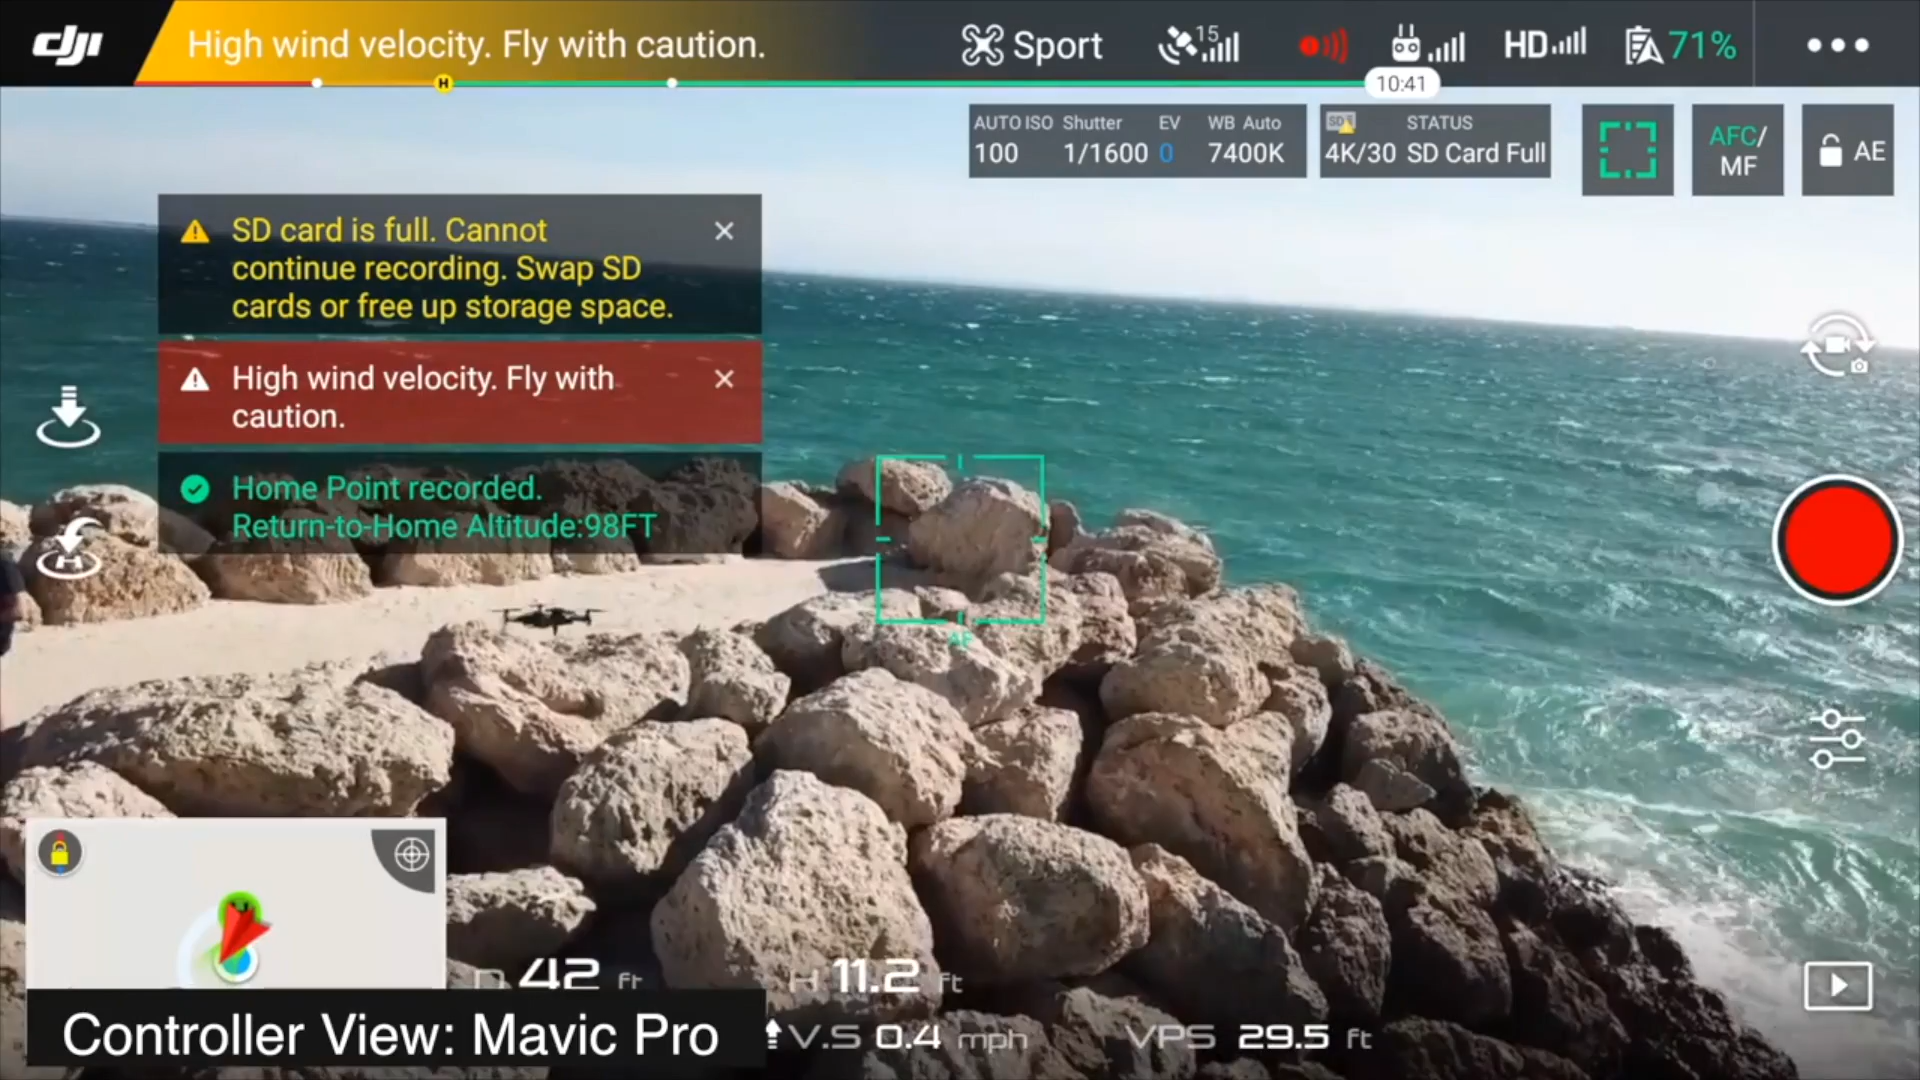 dji
High wind velocity. Fly with caution.
Sport
15
HD
71%
H
10:41
AUTO ISO Shutter EV WB Auto
100 1/1600 0 7400K
SD STATUS
4K/30 SD Card Full
AFC/
MF
AE
SD card is full. Cannot
continue recording. Swap SD
cards or free up storage space.
High wind velocity. Fly with
caution.
Home Point recorded.
Return-to-Home Altitude:98FT
H
AF
D 42 ft
H 11.2 ft
V.S 0.4 mph
VPS 29.5 ft
Controller View: Mavic Pro